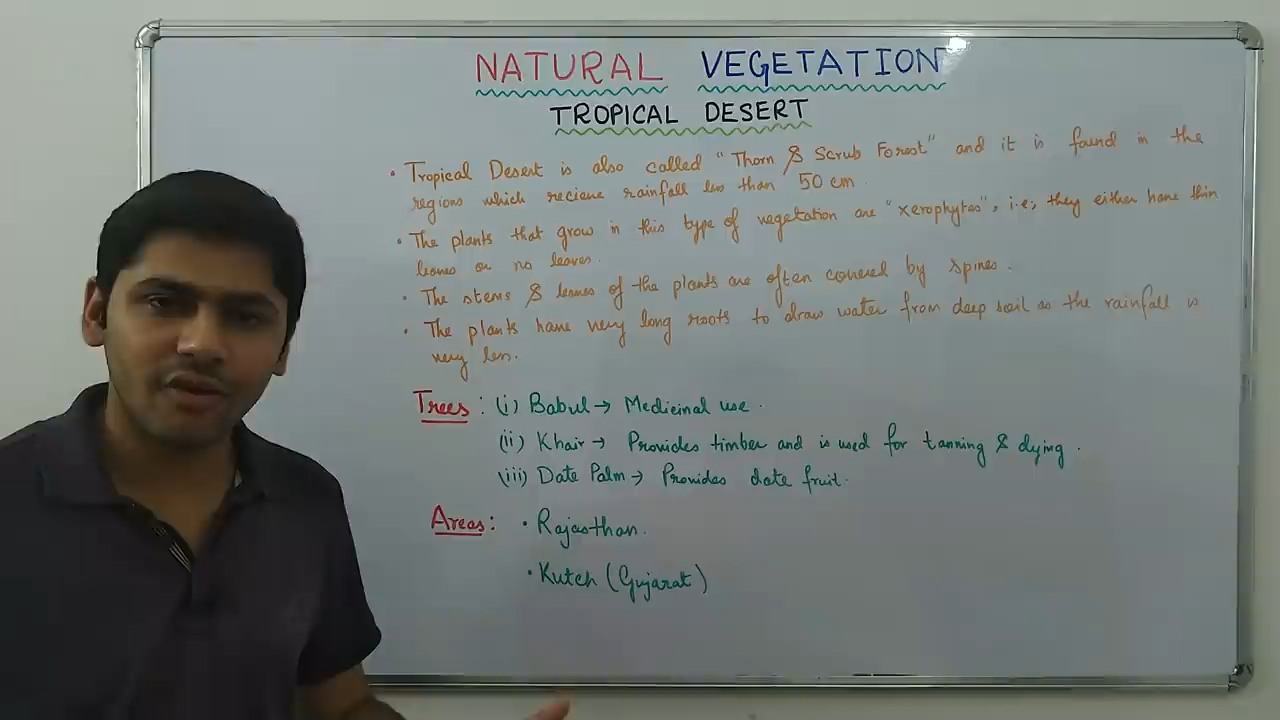 NATURAL VEGETATION
TROPICAL DESERT
• Tropical Desert is also called "Thorn & Scrub Forest" and it is found in the
regions which recieve rainfall less than 50 cm.
• The plants that grow in this type of vegetation are "xerophytes", i.e; they either have thin
leaves or no leaves.
• The stems & leaves of the plants are often covered by spines.
• The plants have very long roots to draw water from deep soil as the rainfall is
very less.
Trees: (i) Babul → Medicinal use.
(ii) Khair → Provides timber and is used for tanning & dying.
(iii) Date Palm → Provides date fruit.
Areas: • Rajasthan.
• Kutch (Gujarat)